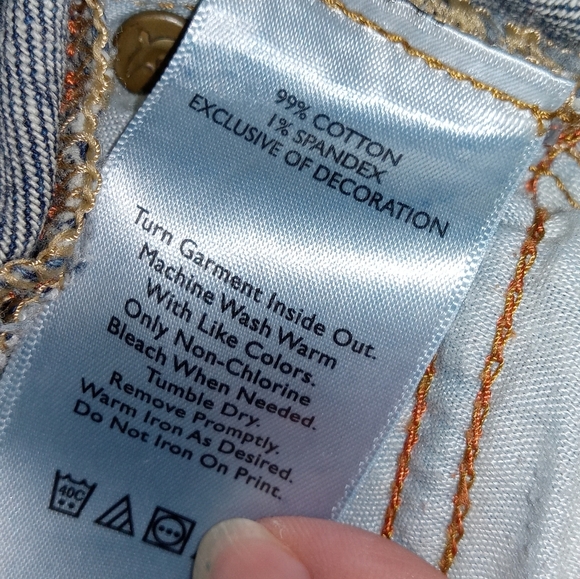 99% COTTON
1% SPANDEX
EXCLUSIVE OF DECORATION
Turn Garment Inside Out.
Machine Wash Warm
With Like Colors.
Only Non-Chlorine
Bleach When Needed.
Tumble Dry.
Remove Promptly.
Warm Iron As Desired.
Do Not Iron On Print.
40C